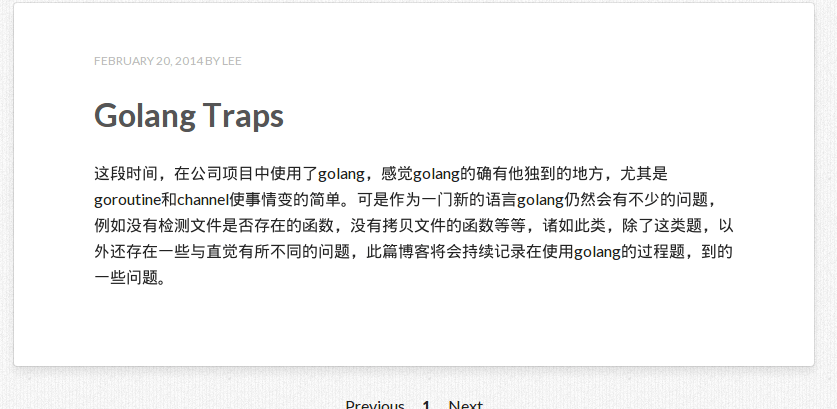 FEBRUARY 20, 2014 BY LEE
Golang Traps
这段时间，在公司项目中使用了golang，感觉golang的确有他独到的地方，尤其是
goroutine和channel使事情变的简单。可是作为一门新的语言golang仍然会有不少的问题，
例如没有检测文件是否存在的函数，没有拷贝文件的函数等等，诸如此类，除了这类题，以
外还存在一些与直觉有所不同的问题，此篇博客将会持续记录在使用golang的过程题，到的
一些问题。
Previous 1 Next